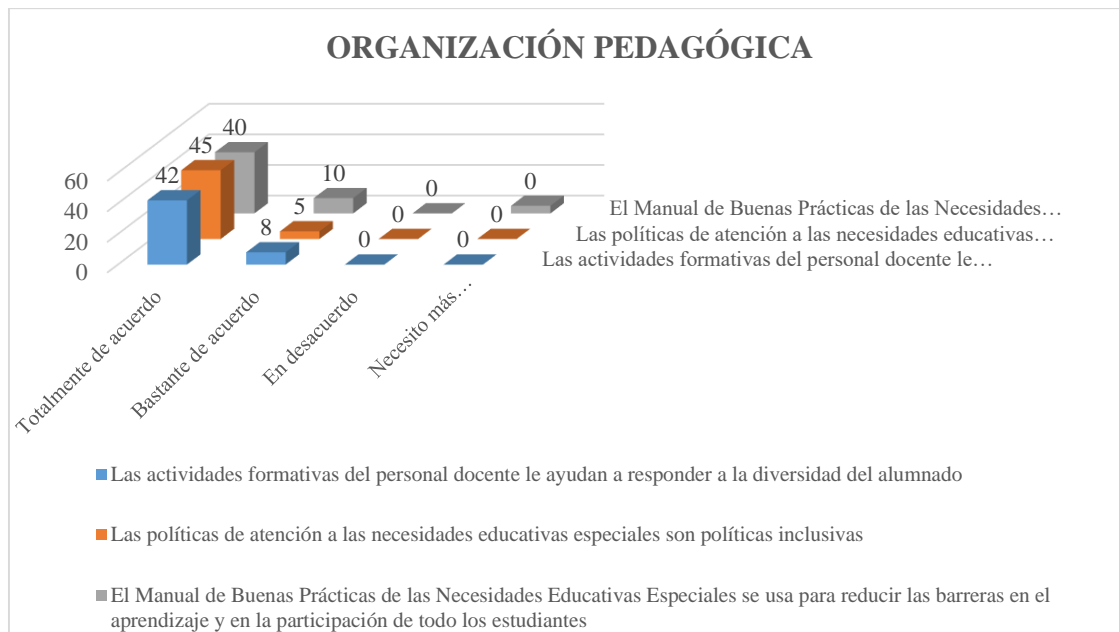 ORGANIZACIÓN PEDAGÓGICA
60
40
20
0
42
45
40
8
5
10
0
0
0
0
0
0
El Manual de Buenas Prácticas de las Necesidades…
Las políticas de atención a las necesidades educativas…
Las actividades formativas del personal docente le…
Totalmente de acuerdo
Bastante de acuerdo
En desacuerdo
Necesito más…
Las actividades formativas del personal docente le ayudan a responder a la diversidad del alumnado
Las políticas de atención a las necesidades educativas especiales son políticas inclusivas
El Manual de Buenas Prácticas de las Necesidades Educativas Especiales se usa para reducir las barreras en el
aprendizaje y en la participación de todo los estudiantes